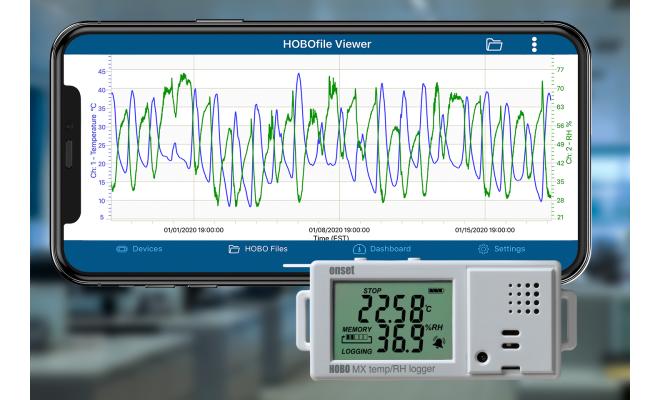 HOBOfile Viewer
45
40
35
30
25
20
15
10
5
Ch: 1 - Temperature °C
77
70
63
56
49
42
35
28
21
Ch: 2 - RH %
01/01/2020 19:00:00
01/08/2020 19:00:00
01/15/2020 19:00:00
Time (EST)
Devices
HOBO Files
Dashboard
Settings
onset
STOP
22.58°C
MEMORY
36.9%RH
LOGGING
HOBO MX temp/RH logger